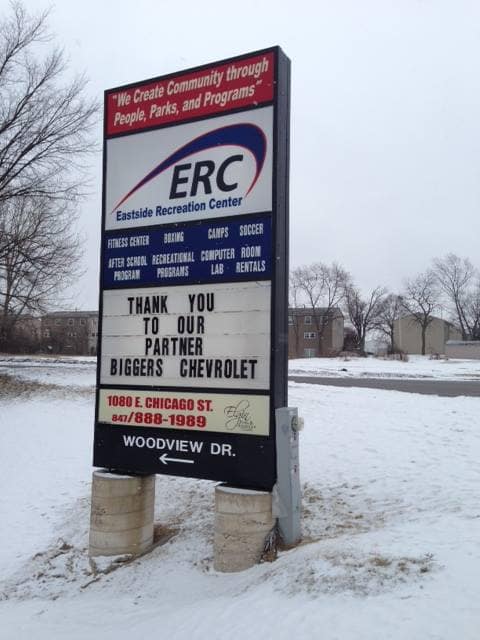 "We Create Community through
People, Parks, and Programs"
ERC
Eastside Recreation Center
FITNESS CENTER BOXING CAMPS SOCCER
AFTER SCHOOL RECREATIONAL COMPUTER ROOM
PROGRAM PROGRAMS LAB RENTALS
THANK YOU
TO OUR
PARTNER
BIGGERS CHEVROLET
1080 E. CHICAGO ST.
847/888-1989
Elgin
WOODVIEW DR.